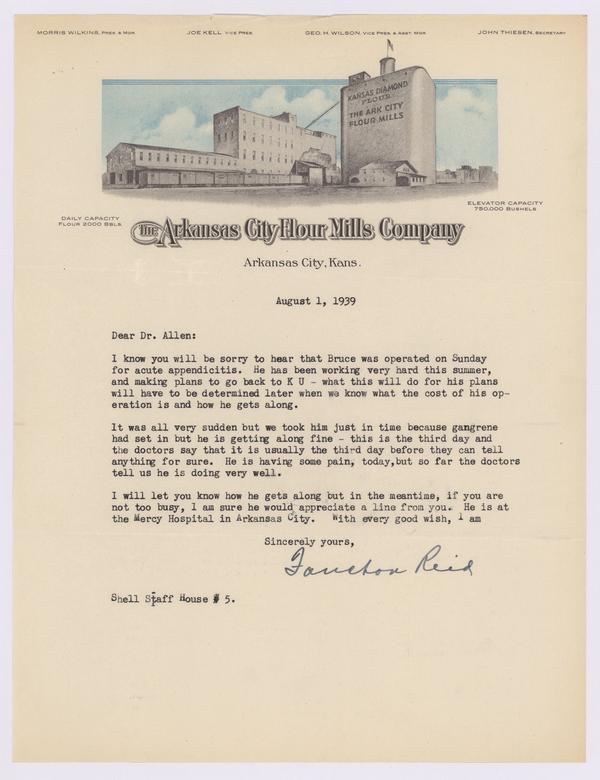 MORRIS WILKINS, PRES. & MGR. JOE KELL VICE PRES. GEO. H. WILSON, VICE PRES. & ASST. MGR. JOHN THIESEN, SECRETARY
KANSAS DIAMOND
FLOUR
THE ARK CITY
FLOUR MILLS
DAILY CAPACITY
FLOUR 2000 BBLS.
ELEVATOR CAPACITY
750,000 BUSHELS
THE Arkansas City Flour Mills Company
Arkansas City, Kans.
August 1, 1939
Dear Dr. Allen:
I know you will be sorry to hear that Bruce was operated on Sunday
for acute appendicitis. He has been working very hard this summer,
and making plans to go back to K U - what this will do for his plans
will have to be determined later when we know what the cost of his op-
eration is and how he gets along.
It was all very sudden but we took him just in time because gangrene
had set in but he is getting along fine - this is the third day and
the doctors say that it is usually the third day before they can tell
anything for sure. He is having some pain, today,but so far the doctors
tell us he is doing very well.
I will let you know how he gets along but in the meantime, if you are
not too busy, I am sure he would appreciate a line from you. He is at
the Mercy Hospital in Arkansas City. With every good wish, I am
Sincerely yours,
Funston Reid
Shell Staff House # 5.